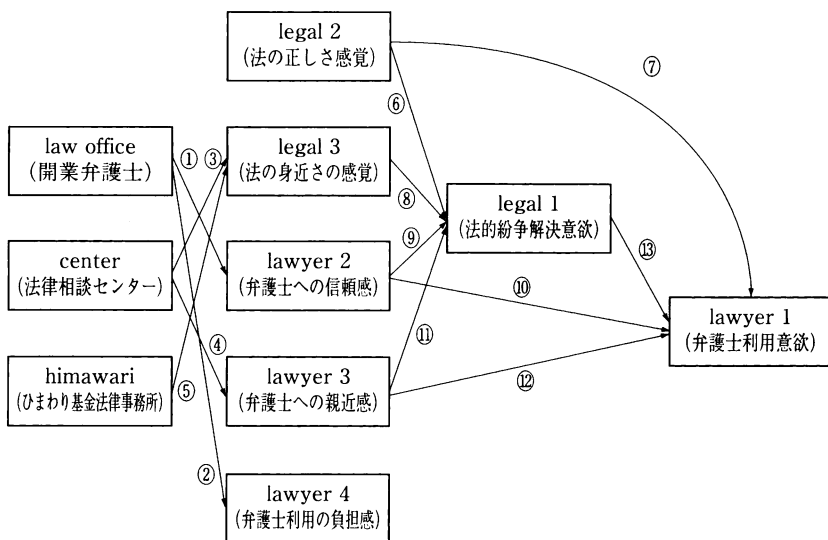 legal 2
(法の正しさ感覚)
⑦
⑥
law office
(開業弁護士)
①
③
legal 3
(法の身近さの感覚)
⑧
legal 1
(法的紛争解決意欲)
⑨
⑬
center
(法律相談センター)
lawyer 2
(弁護士への信頼感)
⑩
lawyer 1
(弁護士利用意欲)
④
⑪
himawari
(ひまわり基金法律事務所)
⑤
lawyer 3
(弁護士への親近感)
⑫
②
lawyer 4
(弁護士利用の負担感)